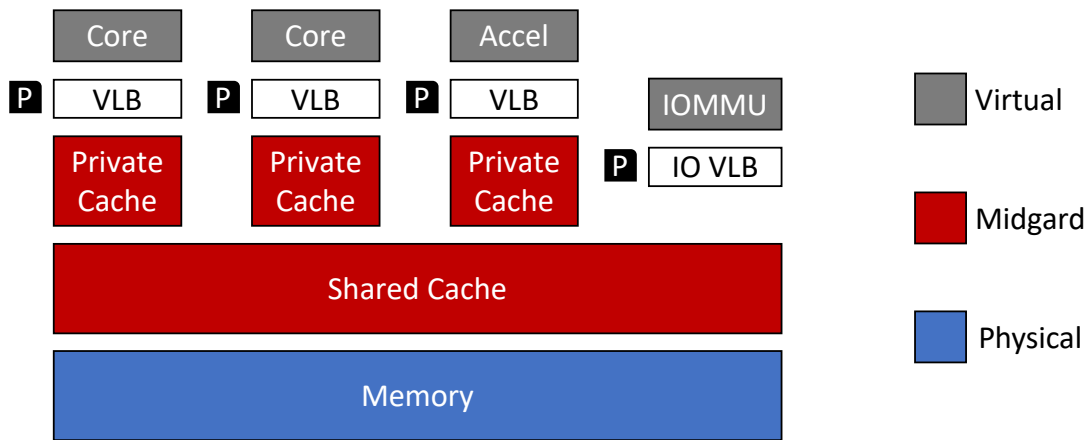 Core
Core
Accel
P
VLB
P
VLB
P
VLB
IOMMU
Virtual
Private
Cache
Private
Cache
Private
Cache
P
IO VLB
Midgard
Shared Cache
Physical
Memory